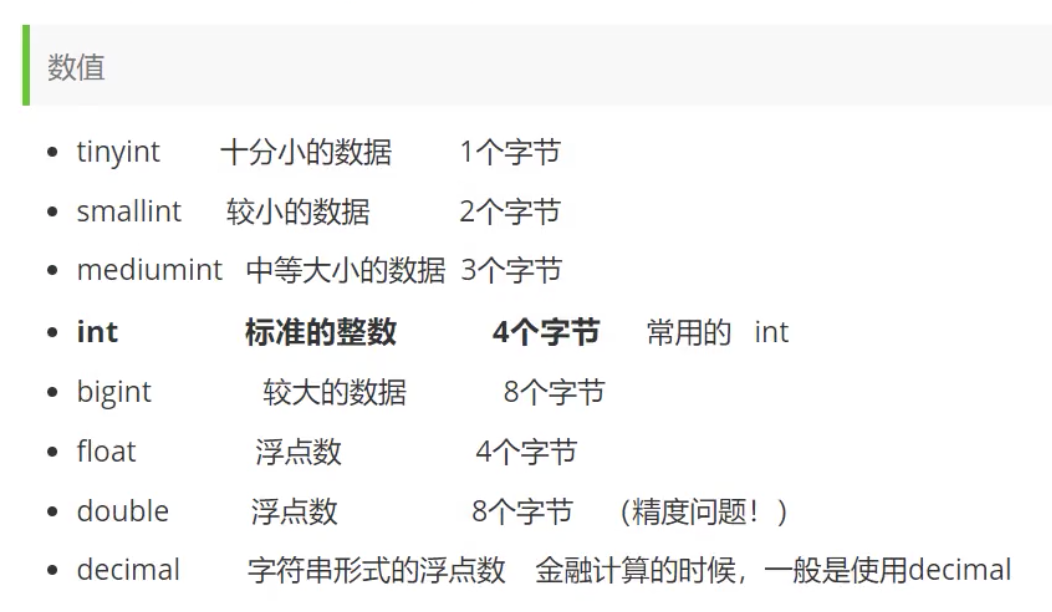 数值
• tinyint 十分小的数据 1个字节
• smallint 较小的数据 2个字节
• mediumint 中等大小的数据 3个字节
• int 标准的整数 4个字节 常用的 int
• bigint 较大的数据 8个字节
• float 浮点数 4个字节
• double 浮点数 8个字节 （精度问题！）
• decimal 字符串形式的浮点数 金融计算的时候，一般是使用decimal